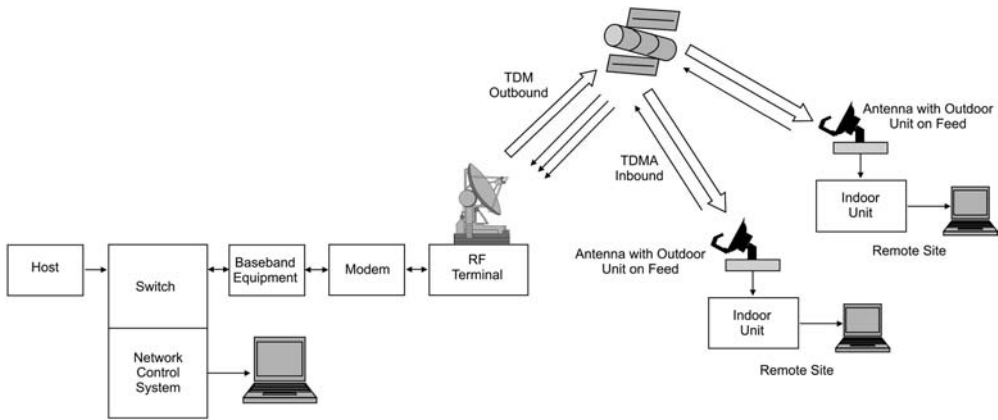 TDM
Outbound
Antenna with Outdoor
Unit on Feed
TDMA
Inbound
Indoor
Unit
Remote Site
Antenna with Outdoor
Unit on Feed
Host
Switch
Baseband
Equipment
Modem
RF
Terminal
Indoor
Unit
Remote Site
Network
Control
System